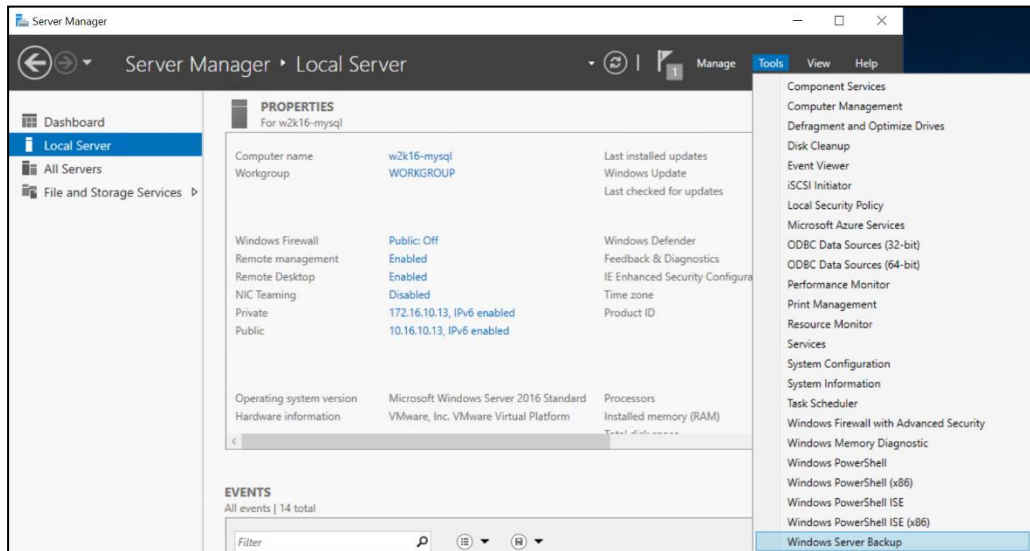 Server Manager
Server Manager ‣ Local Server
1
Manage
Tools
View
Help
Dashboard
Local Server
All Servers
File and Storage Services
PROPERTIES
For w2k16-mysql
Computer name w2k16-mysql Last installed updates
Workgroup WORKGROUP Windows Update
Last checked for updates
Windows Firewall Public: Off Windows Defender
Remote management Enabled Feedback & Diagnostics
Remote Desktop Enabled IE Enhanced Security Configura
NIC Teaming Disabled Time zone
Private 172.16.10.13, IPv6 enabled Product ID
Public 10.16.10.13, IPv6 enabled
Operating system version Microsoft Windows Server 2016 Standard Processors
Hardware information VMware, Inc. VMware Virtual Platform Installed memory (RAM)
Total disk space
EVENTS
All events | 14 total
Filter
Component Services
Computer Management
Defragment and Optimize Drives
Disk Cleanup
Event Viewer
iSCSI Initiator
Local Security Policy
Microsoft Azure Services
ODBC Data Sources (32-bit)
ODBC Data Sources (64-bit)
Performance Monitor
Print Management
Resource Monitor
Services
System Configuration
System Information
Task Scheduler
Windows Firewall with Advanced Security
Windows Memory Diagnostic
Windows PowerShell
Windows PowerShell (x86)
Windows PowerShell ISE
Windows PowerShell ISE (x86)
Windows Server Backup